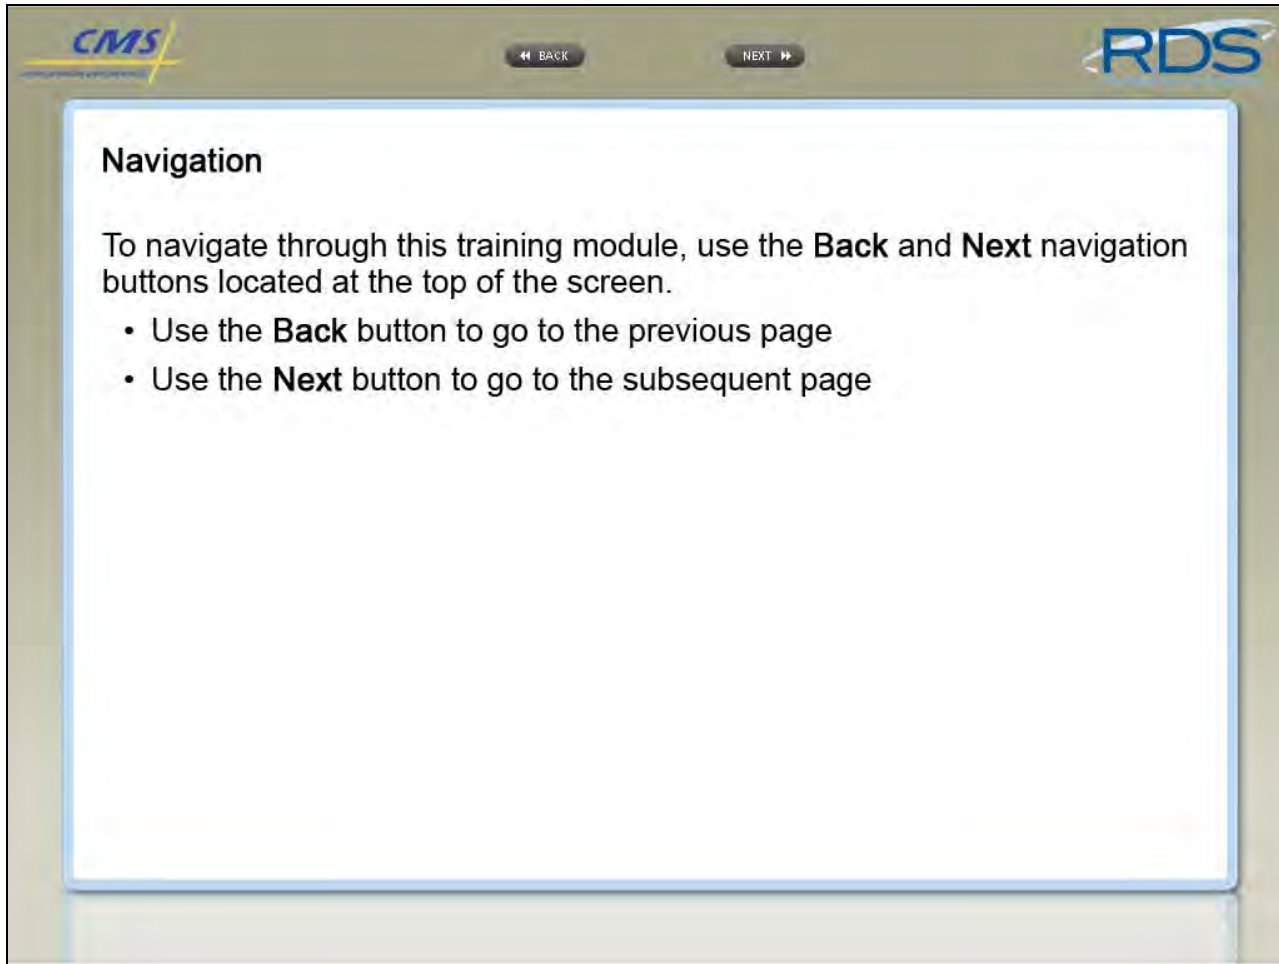 CMS
BACK
NEXT
RDS
Navigation
To navigate through this training module, use the Back and Next navigation
buttons located at the top of the screen.
• Use the Back button to go to the previous page
• Use the Next button to go to the subsequent page